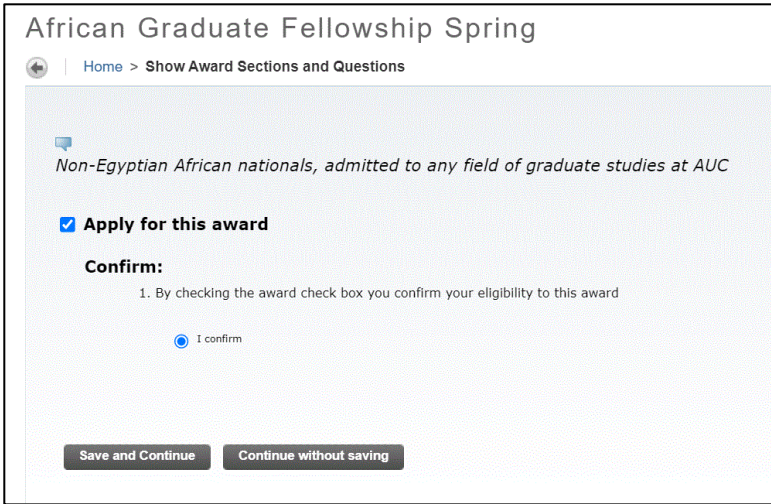 African Graduate Fellowship Spring
Home > Show Award Sections and Questions
Non-Egyptian African nationals, admitted to any field of graduate studies at AUC
Apply for this award
Confirm:
1. By checking the award check box you confirm your eligibility to this award
I confirm
Save and Continue Continue without saving